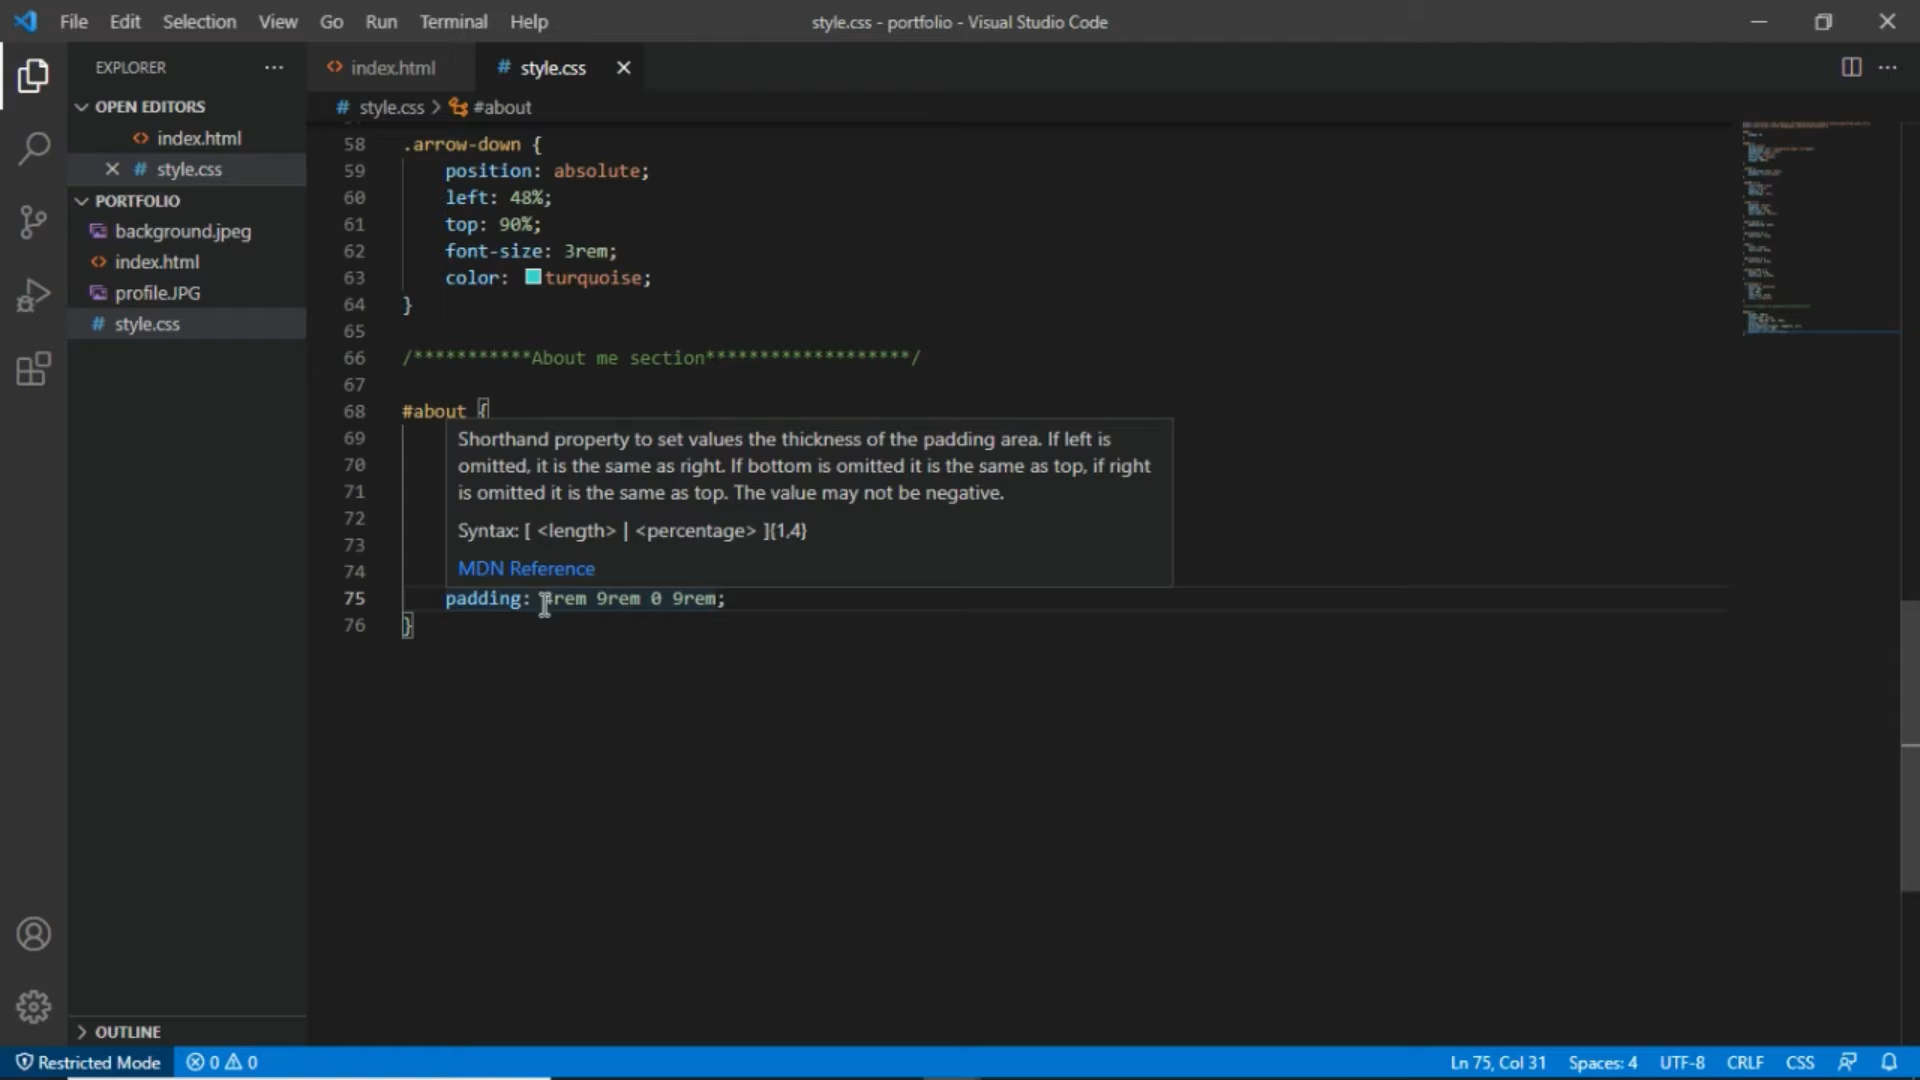 File Edit Selection View Go Run Terminal Help
style.css - portfolio - Visual Studio Code
EXPLORER
index.html
style.css
OPEN EDITORS
index.html
style.css
PORTFOLIO
background.jpeg
index.html
profile.JPG
style.css
OUTLINE
# style.css > #about
58 .arrow-down {
59 position: absolute;
60 left: 48%;
61 top: 90%;
62 font-size: 3rem;
63 color: turquoise;
64 }
65
66 /***********About me section*******************/
67
68 #about {
69
70
71
72
73
74
Shorthand property to set values the thickness of the padding area. If left is
omitted, it is the same as right. If bottom is omitted it is the same as top, if right
is omitted it is the same as top. The value may not be negative.
Syntax: [ <length> | <percentage> ]{1,4}
MDN Reference
75 padding: rem 9rem 0 9rem;
76 }
Restricted Mode 0 0
Ln 75, Col 31 Spaces: 4 UTF-8 CRLF CSS